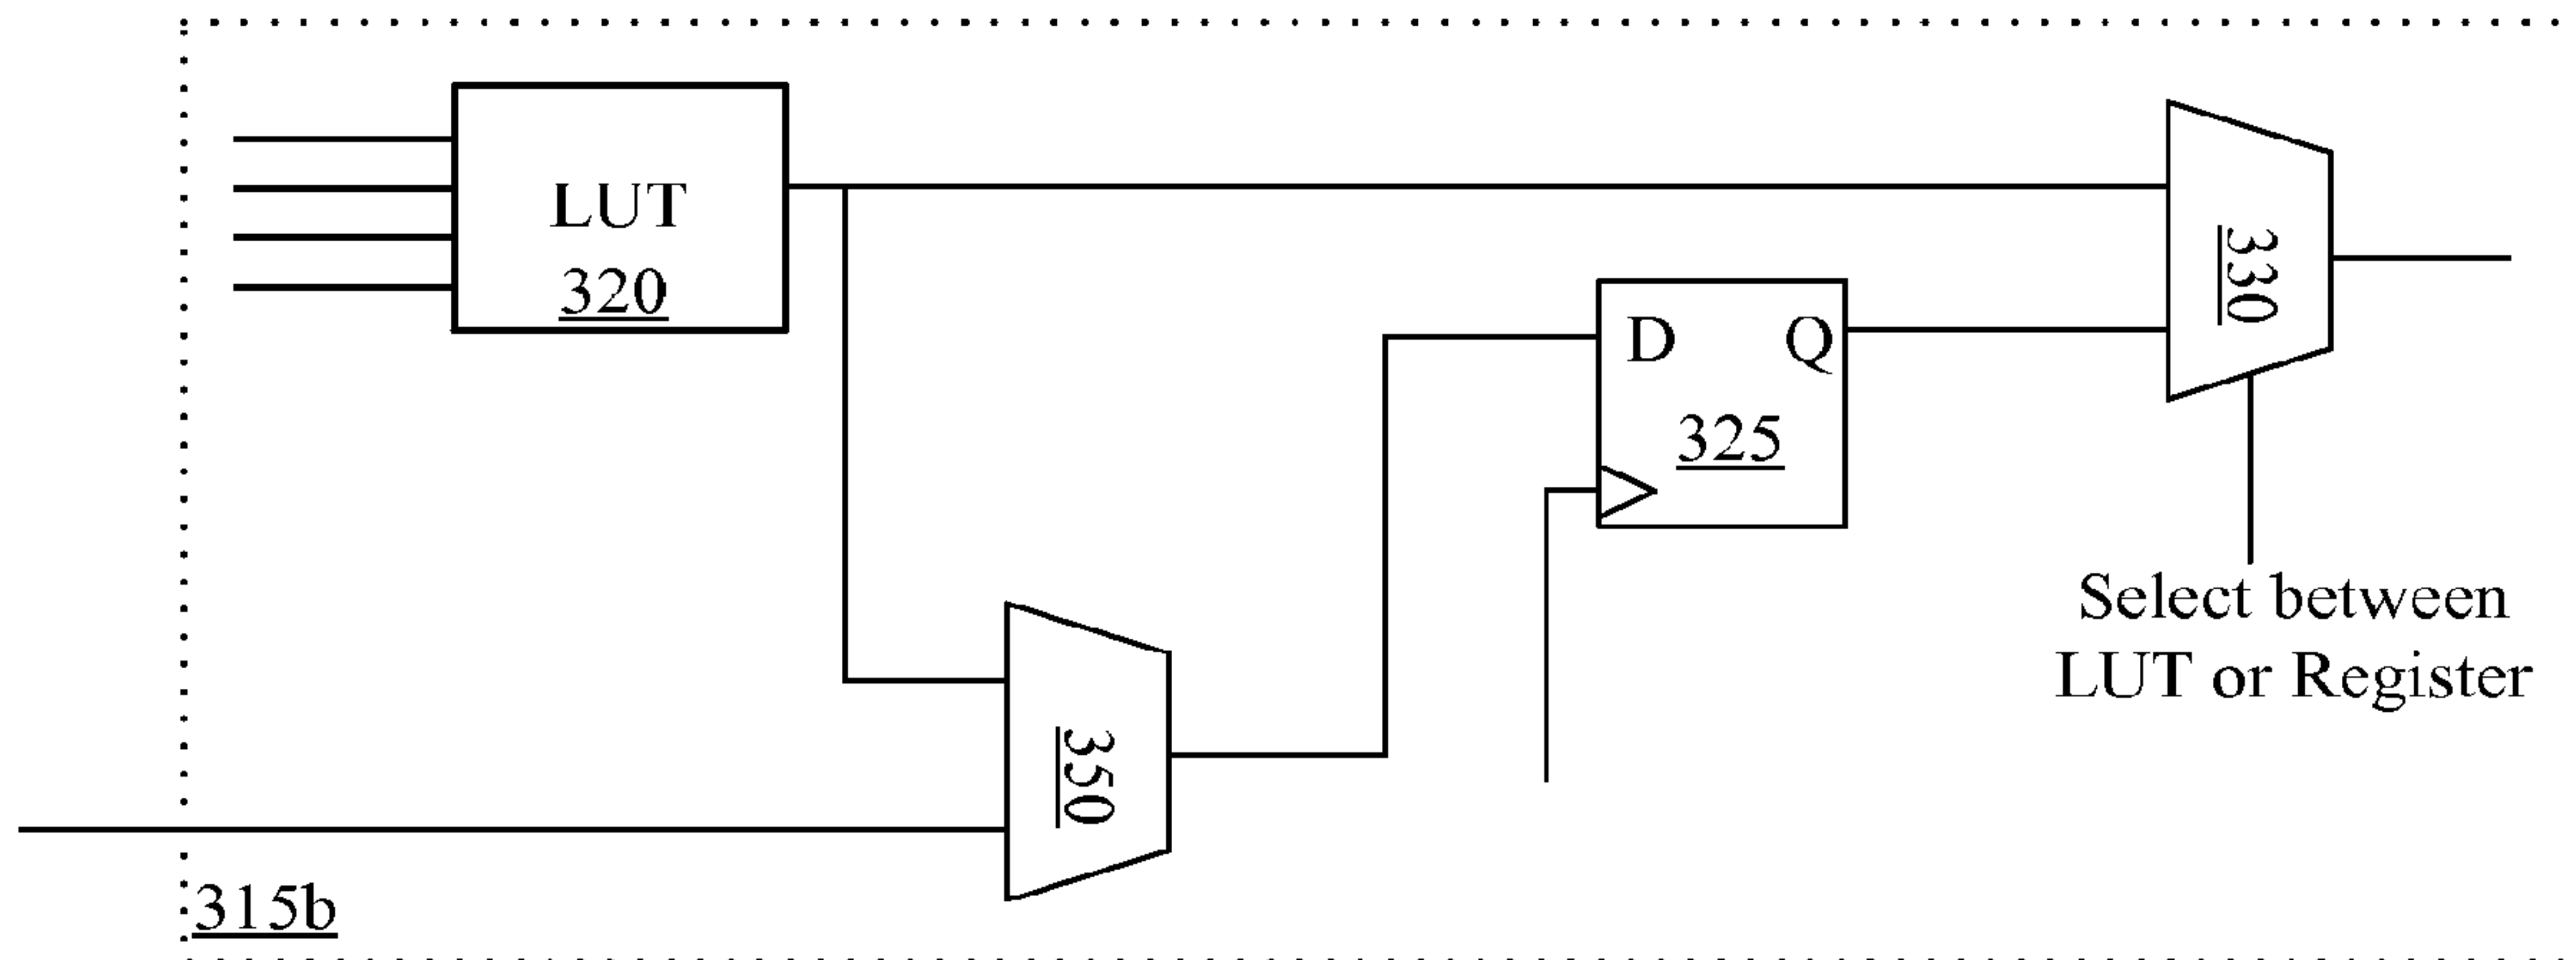 LUT
320
330
D Q
325
Select between
LUT or Register
350
315b